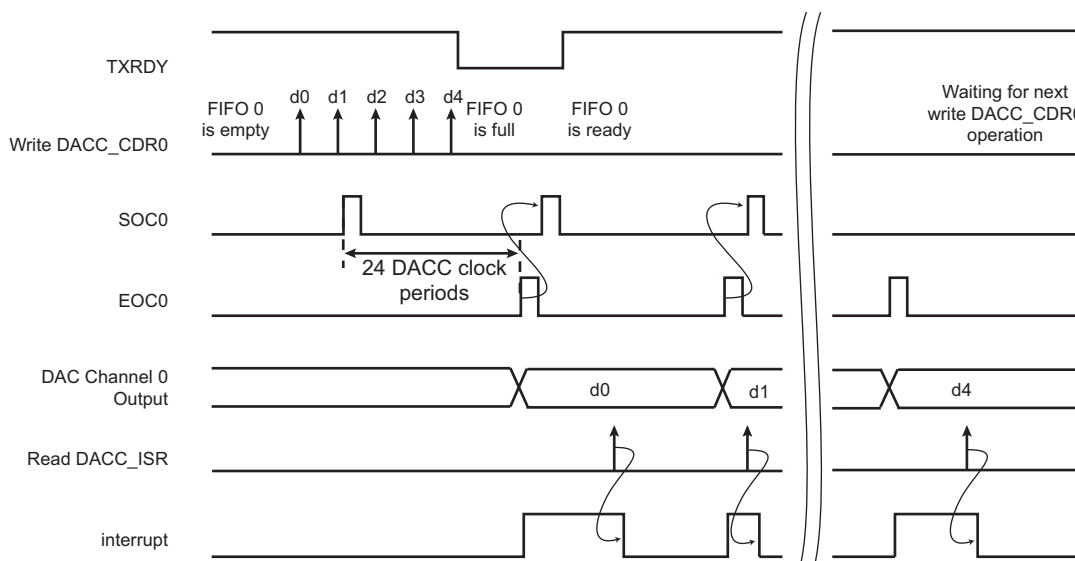 TXRDY
FIFO 0
is empty
d0 d1 d2 d3 d4
FIFO 0
is full
FIFO 0
is ready
Waiting for next
write DACC_CDR0
operation
Write DACC_CDR0
SOC0
24 DACC clock
periods
EOC0
DAC Channel 0
Output
d0
d1
d4
Read DACC_ISR
interrupt